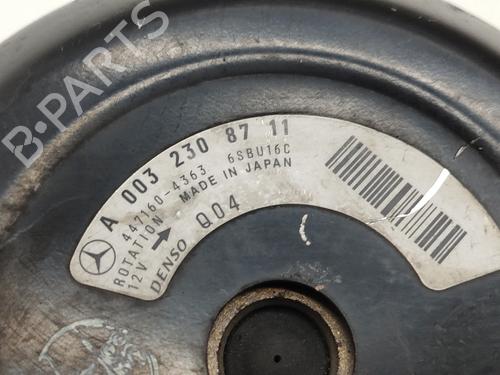 B-PARTS
A 003 230 87 11
447160-4363 6SBU16C
ROTATION MADE IN JAPAN
12V
DENSO Q04